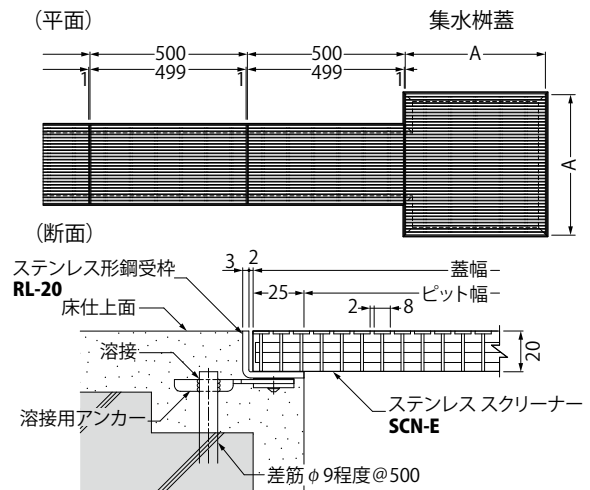 （平面）
集水桝蓋
500
500
A
499
499
1
1
1
A
（断面）
ステンレス形鋼受枠
RL-20
床仕上面
溶接
溶接用アンカー
3
2
蓋幅
25
ピット幅
2
8
20
ステンレス スクリーナー
SCN-E
差筋φ9程度@500